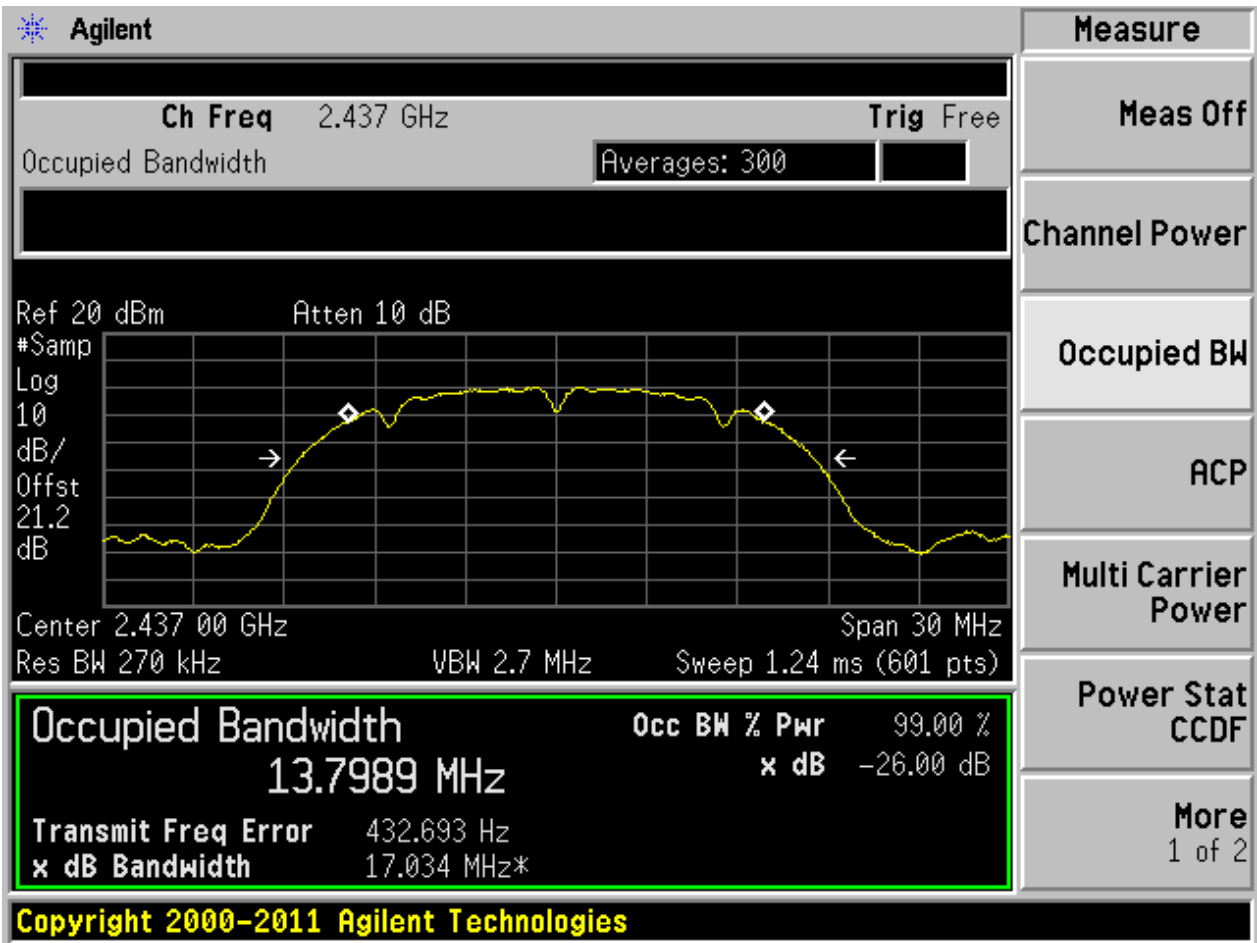 Agilent
Measure
Ch Freq 2.437 GHz Trig Free
Occupied Bandwidth Averages: 300
Ref 20 dBm Atten 10 dB
#Samp
Log
10
dB/
Offst
21.2
dB
Center 2.437 00 GHz Span 30 MHz
Res BW 270 kHz VBW 2.7 MHz Sweep 1.24 ms (601 pts)
Occupied Bandwidth Occ BW % Pwr 99.00 %
13.7989 MHz x dB -26.00 dB
Transmit Freq Error 432.693 Hz
x dB Bandwidth 17.034 MHz*
Meas Off
Channel Power
Occupied BW
ACP
Multi Carrier
Power
Power Stat
CCDF
More
1 of 2
Copyright 2000-2011 Agilent Technologies